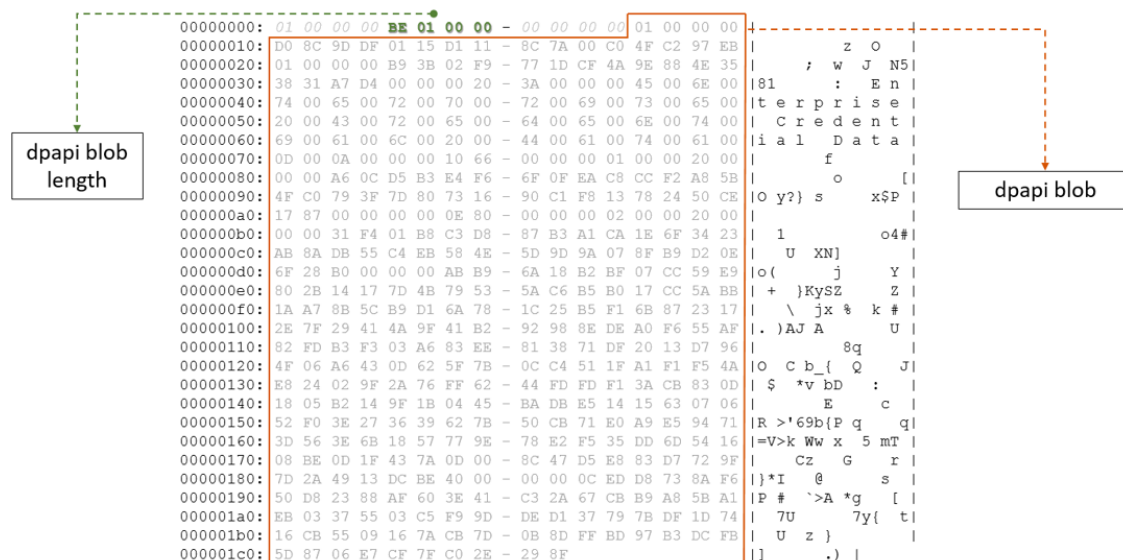 00000000: 01 00 00 00 BE 01 00 00 - 00 00 00 00 01 00 00 00
00000010: D0 8C 9D DF 01 15 D1 11 - 8C 7A 00 C0 4F C2 97 EB | z O |
00000020: 01 00 00 00 B9 3B 02 F9 - 77 1D CF 4A 9E 88 4E 35 | ; w J N5|
00000030: 38 31 A7 D4 00 00 00 20 - 3A 00 00 00 45 00 6E 00 |81 : E n |
00000040: 74 00 65 00 72 00 70 00 - 72 00 69 00 73 00 65 00 |t e r p r i s e |
00000050: 20 00 43 00 72 00 65 00 - 64 00 65 00 6E 00 74 00 | C r e d e n t |
00000060: 69 00 61 00 6C 00 20 00 - 44 00 61 00 74 00 61 00 |i a l D a t a |
00000070: 0D 00 0A 00 00 00 10 66 - 00 00 00 01 00 00 20 00 | f |
00000080: 00 00 A6 0C D5 B3 E4 F6 - 6F 0F EA C8 CC F2 A8 5B | o [|
00000090: 4F C0 79 3F 7D 80 73 16 - 90 C1 F8 13 78 24 50 CE |O y?} s x$P |
000000a0: 17 87 00 00 00 00 0E 80 - 00 00 00 02 00 00 20 00 | |
000000b0: 00 00 31 F4 01 B8 C3 D8 - 87 B3 A1 CA 1E 6F 34 23 | 1 o4#|
000000c0: AB 8A DB 55 C4 EB 58 4E - 5D 9D 9A 07 8F B9 D2 0E | U XN] |
000000d0: 6F 28 B0 00 00 00 AB B9 - 6A 18 B2 BF 07 CC 59 E9 |o( j Y |
000000e0: 80 2B 14 17 7D 4B 79 53 - 5A C6 B5 B0 17 CC 5A BB | + }KySZ Z |
000000f0: 1A A7 8B 5C B9 D1 6A 78 - 1C 25 B5 F1 6B 87 23 17 | \ jx % k # |
00000100: 2E 7F 29 41 4A 9F 41 B2 - 92 98 8E DE A0 F6 55 AF |. )AJ A U |
00000110: 82 FD B3 F3 03 A6 83 EE - 81 38 71 DF 20 13 D7 96 | 8q |
00000120: 4F 06 A6 43 0D 62 5F 7B - 0C C4 51 1F A1 F1 F5 4A |O C b_{ Q J|
00000130: E8 24 02 9F 2A 76 FF 62 - 44 FD FD F1 3A CB 83 0D | $ *v bD : |
00000140: 18 05 B2 14 9F 1B 04 45 - BA DB E5 14 15 63 07 06 | E c |
00000150: 52 F0 3E 27 36 39 62 7B - 50 CB 71 E0 A9 E5 94 71 |R >'69b{P q q|
00000160: 3D 56 3E 6B 18 57 77 9E - 78 E2 F5 35 DD 6D 54 16 |=V>k Ww x 5 mT |
00000170: 08 BE 0D 1F 43 7A 0D 00 - 8C 47 D5 E8 83 D7 72 9F | Cz G r |
00000180: 7D 2A 49 13 DC BE 40 00 - 00 00 0C ED D8 73 8A F6 |}*I @ s |
00000190: 50 D8 23 88 AF 60 3E 41 - C3 2A 67 CB B9 A8 5B A1 |P # `>A *g [ |
000001a0: EB 03 37 55 03 C5 F9 9D - DE D1 37 79 7B DF 1D 74 | 7U 7y{ t|
000001b0: 16 CB 55 09 16 7A CB 7D - 0B 8D FF BD 97 B3 DC FB | U z } |
000001c0: 5D 87 06 E7 CF 7F C0 2E - 29 8F |] .) |
dpapi blob
length
dpapi blob